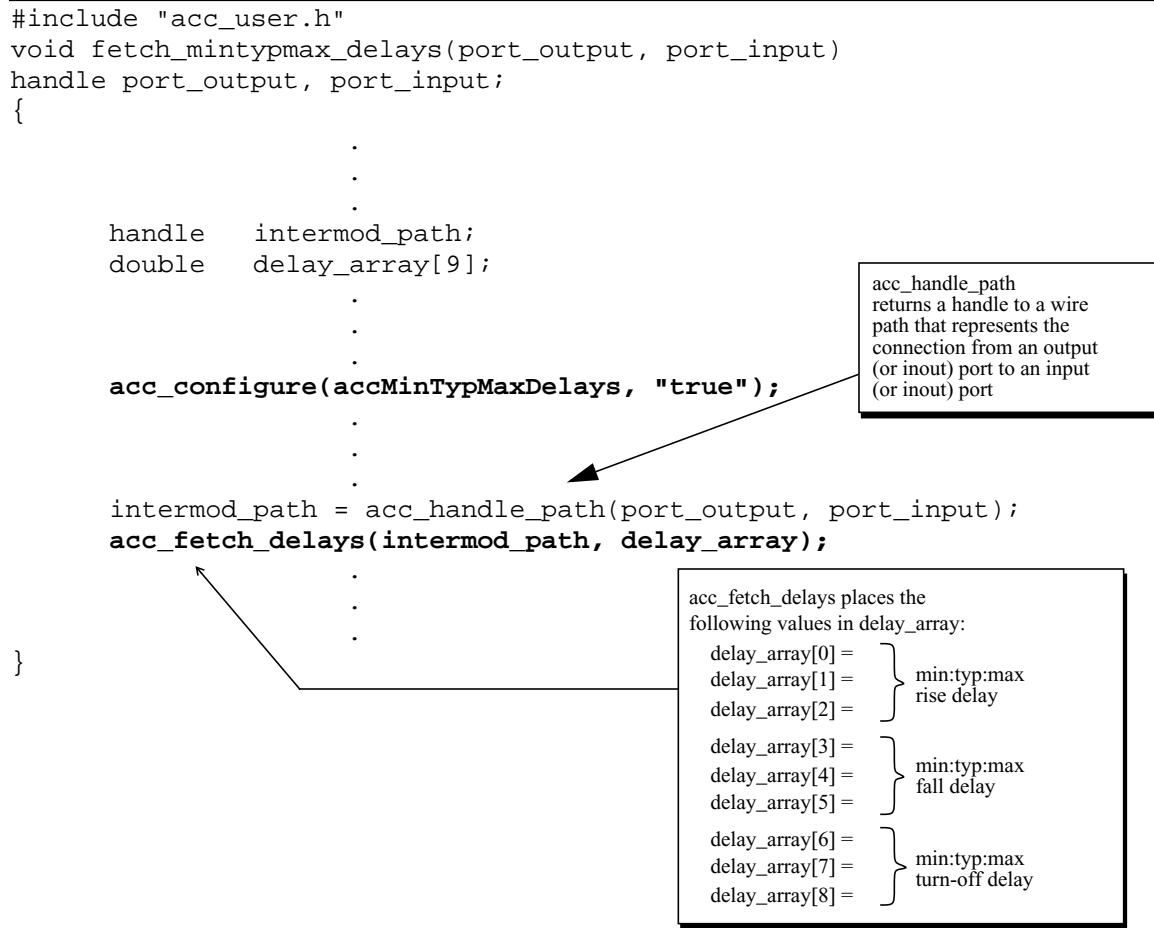 #include "acc_user.h"
void fetch_mintypmax_delays(port_output, port_input)
handle port_output, port_input;
{
.
.
.
handle intermod_path;
double delay_array[9];
.
.
.
acc_configure(accMinTypMaxDelays, "true");
.
.
.
intermod_path = acc_handle_path(port_output, port_input);
acc_fetch_delays(intermod_path, delay_array);
.
.
.
}
acc_handle_path
returns a handle to a wire
path that represents the
connection from an output
(or inout) port to an input
(or inout) port
acc_fetch_delays places the
following values in delay_array:
delay_array[0] =
delay_array[1] =
delay_array[2] =
min:typ:max
rise delay
delay_array[3] =
delay_array[4] =
delay_array[5] =
min:typ:max
fall delay
delay_array[6] =
delay_array[7] =
delay_array[8] =
min:typ:max
turn-off delay